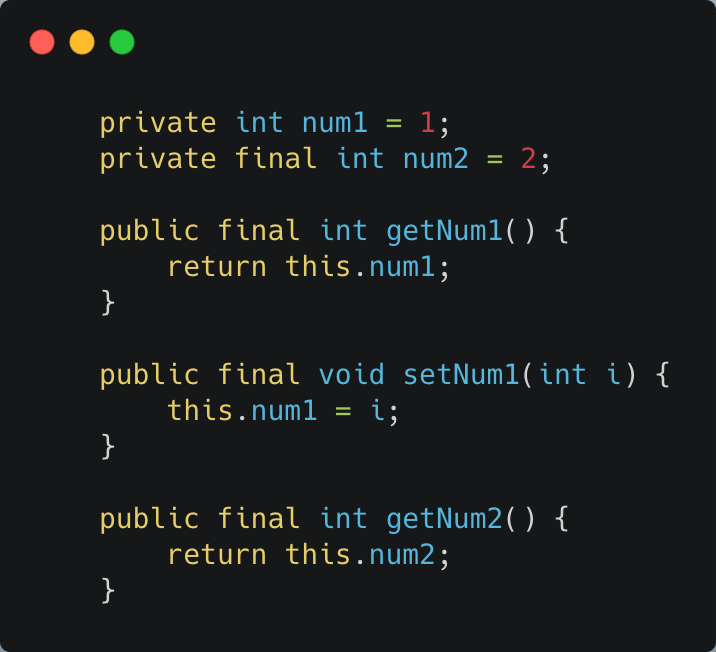 private int num1 = 1;
private final int num2 = 2;
public final int getNum1() {
return this.num1;
}
public final void setNum1(int i) {
this.num1 = i;
}
public final int getNum2() {
return this.num2;
}